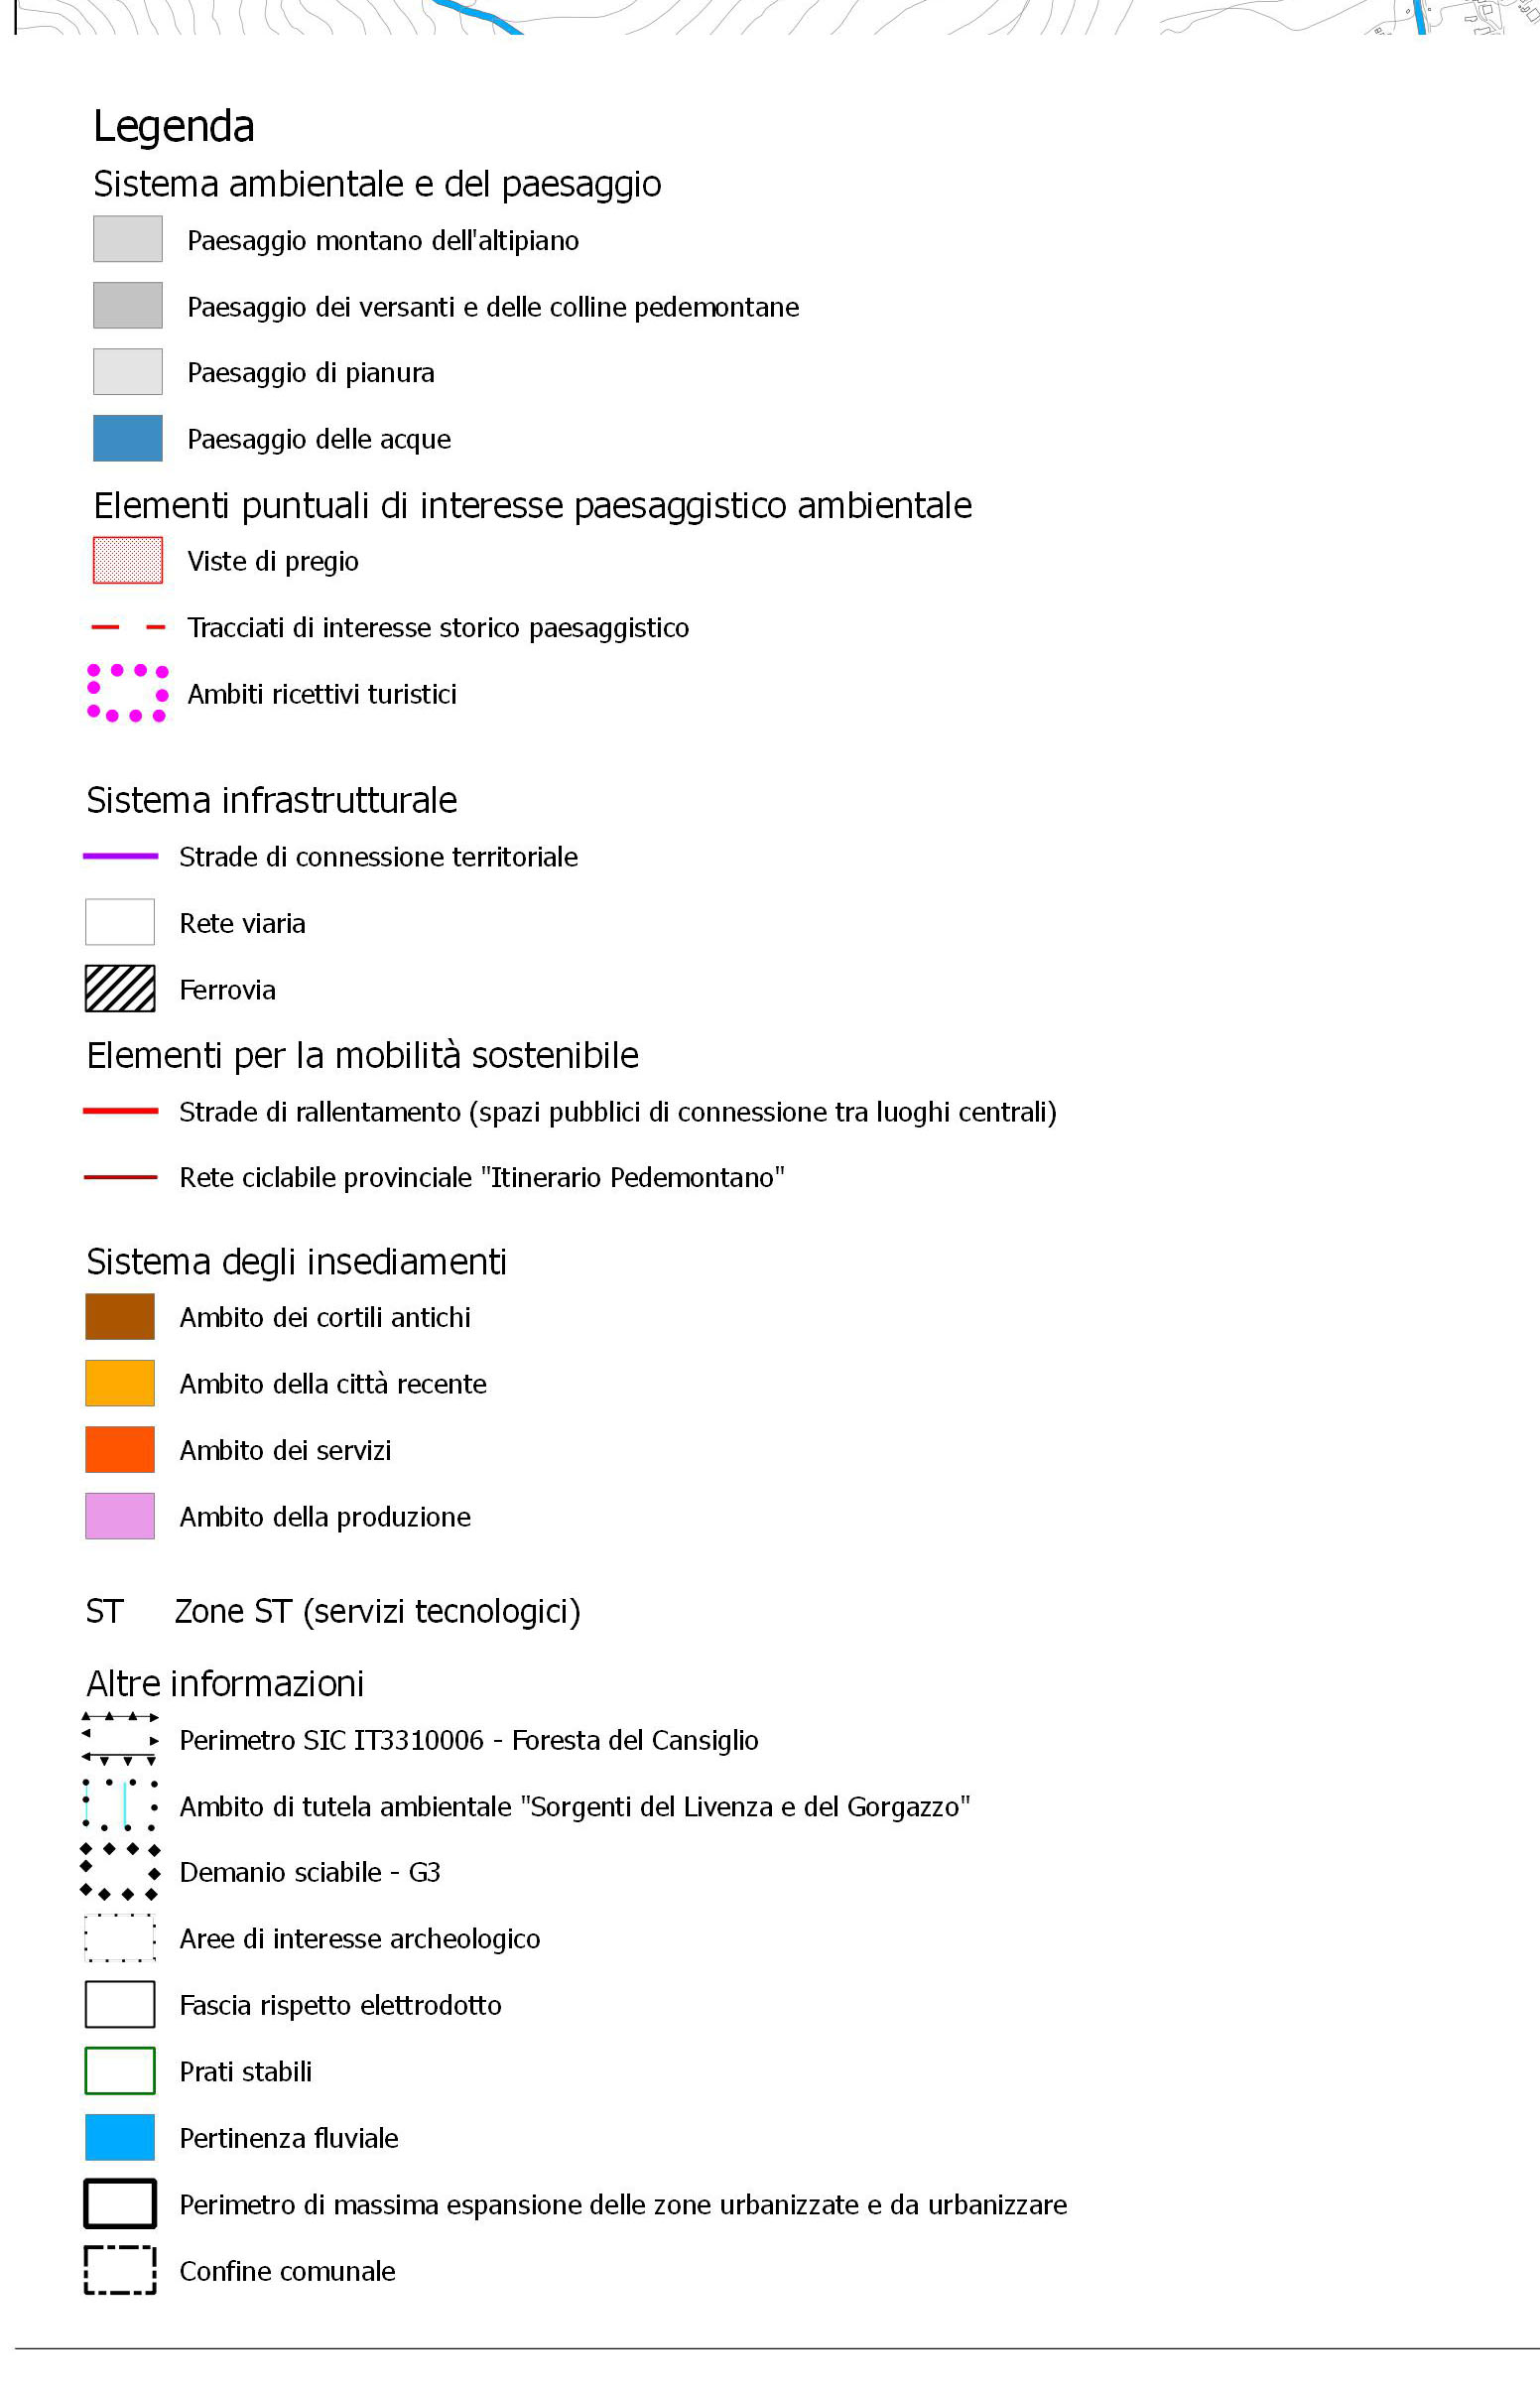 Legenda
Sistema ambientale e del paesaggio
Paesaggio montano dell'altipiano
Paesaggio dei versanti e delle colline pedemontane
Paesaggio di pianura
Paesaggio delle acque
Elementi puntuali di interesse paesaggistico ambientale
Viste di pregio
Tracciati di interesse storico paesaggistico
Ambiti ricettivi turistici
Sistema infrastrutturale
Strade di connessione territoriale
Rete viaria
Ferrovia
Elementi per la mobilità sostenibile
Strade di rallentamento (spazi pubblici di connessione tra luoghi centrali)
Rete ciclabile provinciale "Itinerario Pedemontano"
Sistema degli insediamenti
Ambito dei cortili antichi
Ambito della città recente
Ambito dei servizi
Ambito della produzione
ST Zone ST (servizi tecnologici)
Altre informazioni
Perimetro SIC IT3310006 - Foresta del Cansiglio
Ambito di tutela ambientale "Sorgenti del Livenza e del Gorgazzo"
Demanio sciabile - G3
Aree di interesse archeologico
Fascia rispetto elettrodotto
Prati stabili
Pertinenza fluviale
Perimetro di massima espansione delle zone urbanizzate e da urbanizzare
Confine comunale